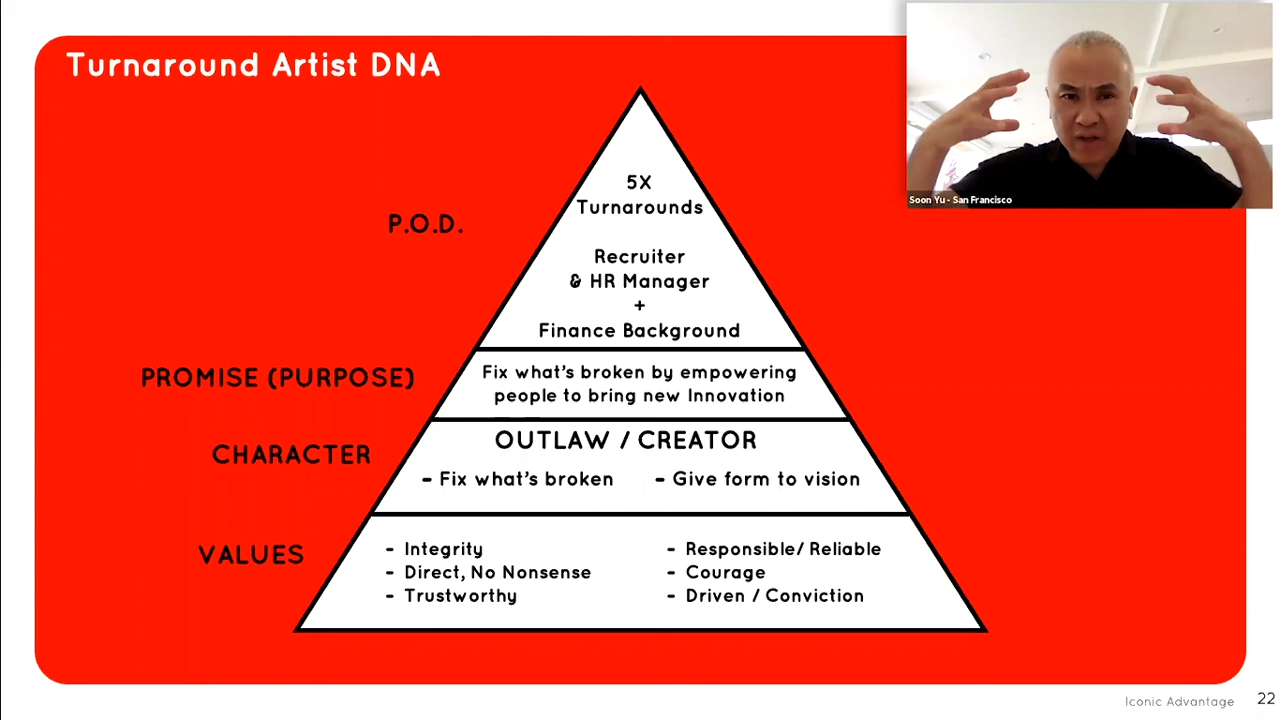 Turnaround Artist DNA
Soon Yu - San Francisco
5X
Turnarounds
P.O.D.
Recruiter
& HR Manager
+
Finance Background
PROMISE (PURPOSE)
Fix what's broken by empowering
people to bring new Innovation
CHARACTER
OUTLAW / CREATOR
- Fix what's broken
- Give form to vision
VALUES
- Integrity
- Direct, No Nonsense
- Trustworthy
- Responsible/ Reliable
- Courage
- Driven / Conviction
Iconic Advantage
22